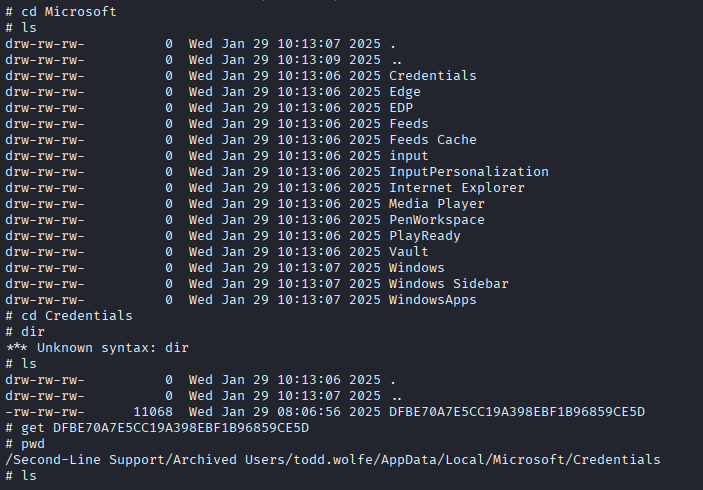 # cd Microsoft
# ls
drw-rw-rw-          0  Wed Jan 29 10:13:07 2025 .
drw-rw-rw-          0  Wed Jan 29 10:13:09 2025 ..
drw-rw-rw-          0  Wed Jan 29 10:13:06 2025 Credentials
drw-rw-rw-          0  Wed Jan 29 10:13:06 2025 Edge
drw-rw-rw-          0  Wed Jan 29 10:13:06 2025 EDP
drw-rw-rw-          0  Wed Jan 29 10:13:06 2025 Feeds
drw-rw-rw-          0  Wed Jan 29 10:13:06 2025 Feeds Cache
drw-rw-rw-          0  Wed Jan 29 10:13:06 2025 input
drw-rw-rw-          0  Wed Jan 29 10:13:06 2025 InputPersonalization
drw-rw-rw-          0  Wed Jan 29 10:13:06 2025 Internet Explorer
drw-rw-rw-          0  Wed Jan 29 10:13:06 2025 Media Player
drw-rw-rw-          0  Wed Jan 29 10:13:06 2025 PenWorkspace
drw-rw-rw-          0  Wed Jan 29 10:13:06 2025 PlayReady
drw-rw-rw-          0  Wed Jan 29 10:13:06 2025 Vault
drw-rw-rw-          0  Wed Jan 29 10:13:07 2025 Windows
drw-rw-rw-          0  Wed Jan 29 10:13:07 2025 Windows Sidebar
drw-rw-rw-          0  Wed Jan 29 10:13:07 2025 WindowsApps
# cd Credentials
# dir
*** Unknown syntax: dir
# ls
drw-rw-rw-          0  Wed Jan 29 10:13:06 2025 .
drw-rw-rw-          0  Wed Jan 29 10:13:07 2025 ..
-rw-rw-rw-      11068  Wed Jan 29 08:06:56 2025 DFBE70A7E5CC19A398EBF1B96859CE5D
# get DFBE70A7E5CC19A398EBF1B96859CE5D
# pwd
/Second-Line Support/Archived Users/todd.wolfe/AppData/Local/Microsoft/Credentials
# ls